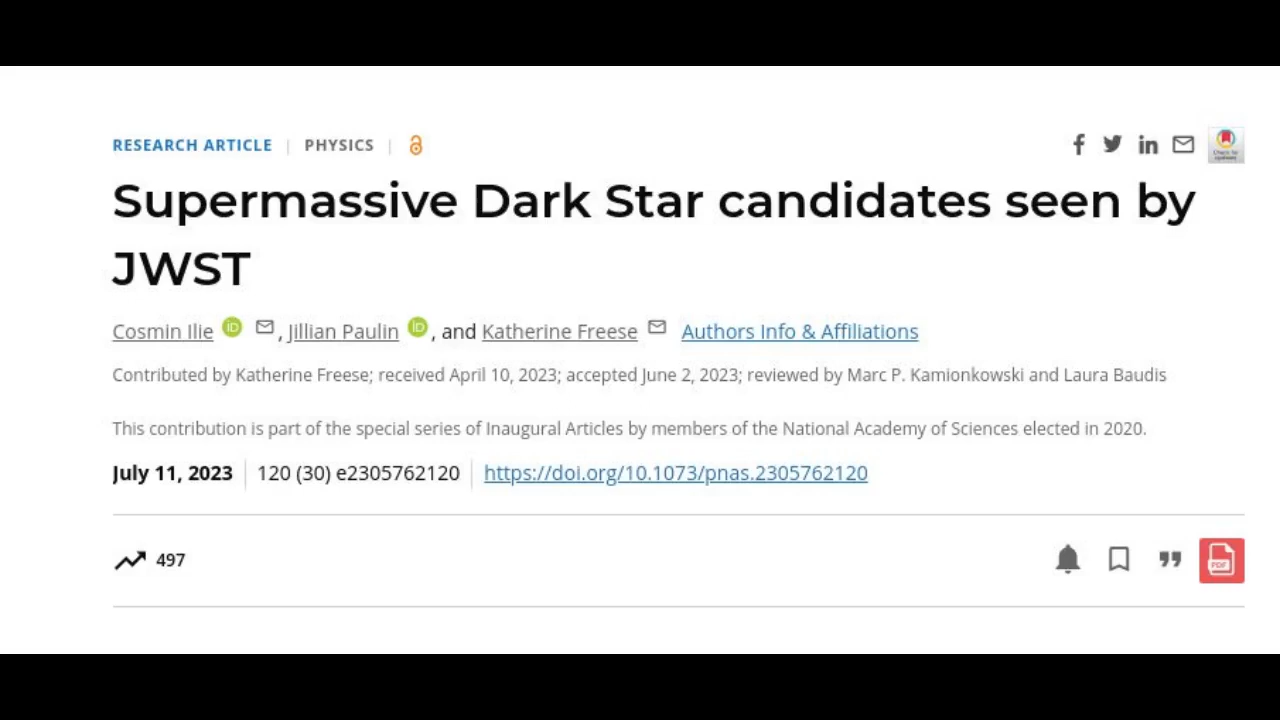 RESEARCH ARTICLE | PHYSICS |
Supermassive Dark Star candidates seen by
JWST
Cosmin Ilie iD , Jillian Paulin iD , and Katherine Freese Authors Info & Affiliations
Contributed by Katherine Freese; received April 10, 2023; accepted June 2, 2023; reviewed by Marc P. Kamionkowski and Laura Baudis
This contribution is part of the special series of Inaugural Articles by members of the National Academy of Sciences elected in 2020.
July 11, 2023 | 120 (30) e2305762120 | https://doi.org/10.1073/pnas.2305762120
497
PDF